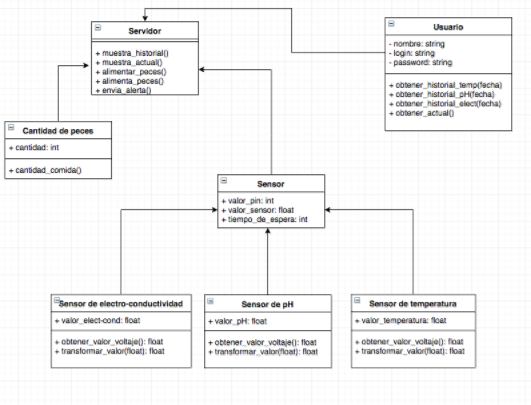 Servidor
+ muestra_historial()
+ muestra_actual()
+ alimentar_peces()
+ alimenta_peces()
+ envia_alerta()
Usuario
- nombre: string
- login: string
- password: string
+ obtener_historial_temp(fecha)
+ obtener_historial_pH(fecha)
+ obtener_historial_elect(fecha)
+ obtener_actual()
Cantidad de peces
+ cantidad: int
+ cantidad_comida()
Sensor
+ valor_pin: int
+ valor_sensor: float
+ tiempo_de_espera: int
Sensor de electro-conductividad
+ valor_elect-cond: float
+ obtener_valor_voltaje(): float
+ transformar_valor(float): float
Sensor de pH
+ valor_pH: float
+ obtener_valor_voltaje(): float
+ transformar_valor(float): float
Sensor de temperatura
+ valor_temperatura: float
+ obtener_valor_voltaje(): float
+ transformar_valor(float): float